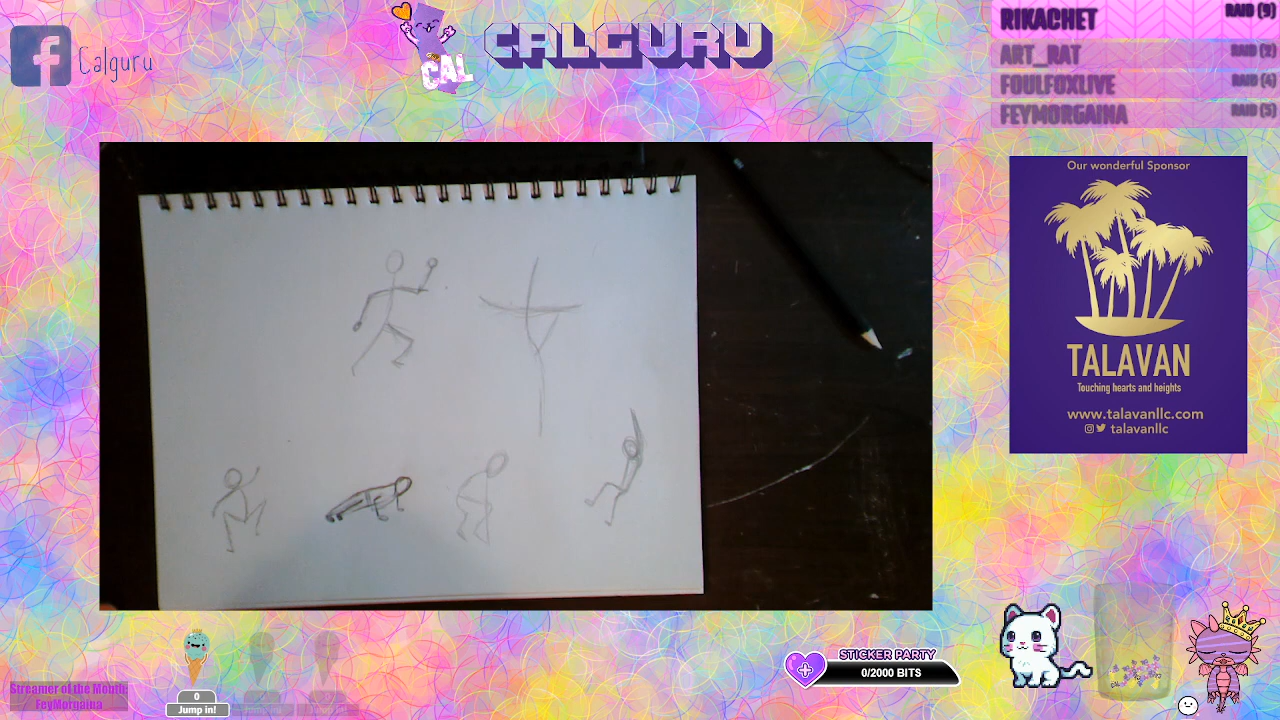 Calguru
CAL
CALGURU
RIKACHET RAID (9)
ART_RAT RAID (2)
FOULFOXLIVE RAID (4)
FEYMORGAINA RAID (5)
Our wonderful Sponsor
TALAVAN
Touching hearts and heights
www.talavanllc.com
talavanllc
Streamer of the Month:
FeyMorgaina
0
Jump in!
STICKER PARTY
0/2000 BITS